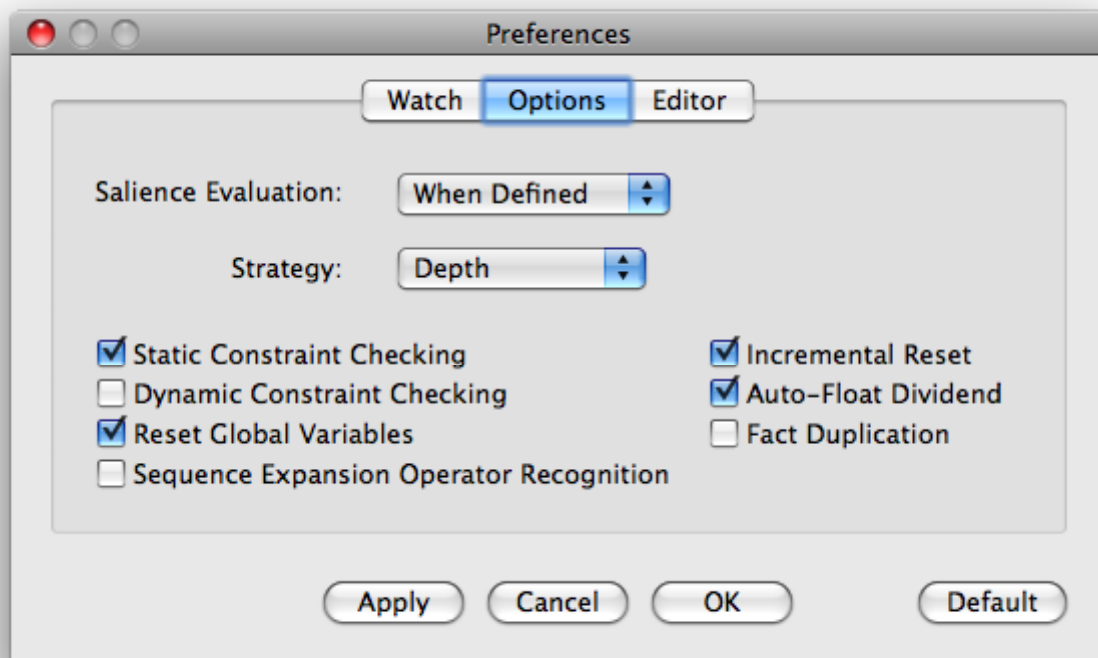 Preferences
Watch Options Editor
Salience Evaluation: When Defined
Strategy: Depth
Static Constraint Checking Incremental Reset
Dynamic Constraint Checking Auto-Float Dividend
Reset Global Variables Fact Duplication
Sequence Expansion Operator Recognition
Apply Cancel OK Default